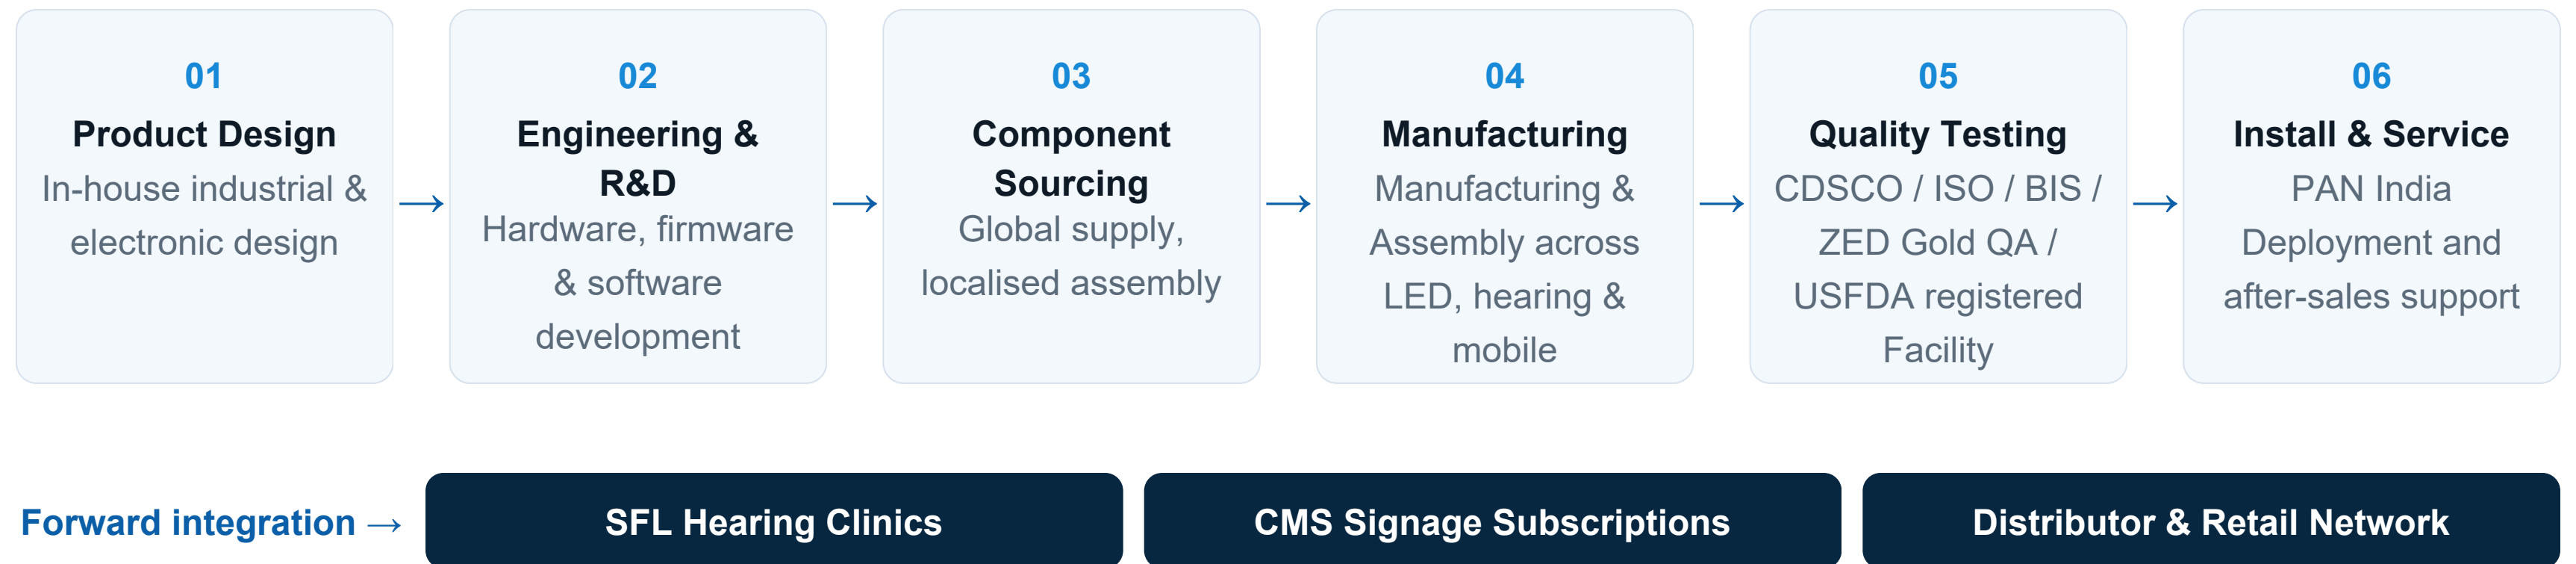 01
Product Design
In-house industrial &
electronic design
→
02
Engineering &
R&D
Hardware, firmware
& software
development
→
03
Component
Sourcing
Global supply,
localised assembly
→
04
Manufacturing
Manufacturing &
Assembly across
LED, hearing &
mobile
→
05
Quality Testing
CDSCO / ISO / BIS /
ZED Gold QA /
USFDA registered
Facility
→
06
Install & Service
PAN India
Deployment and
after-sales support
Forward integration →
SFL Hearing Clinics
CMS Signage Subscriptions
Distributor & Retail Network